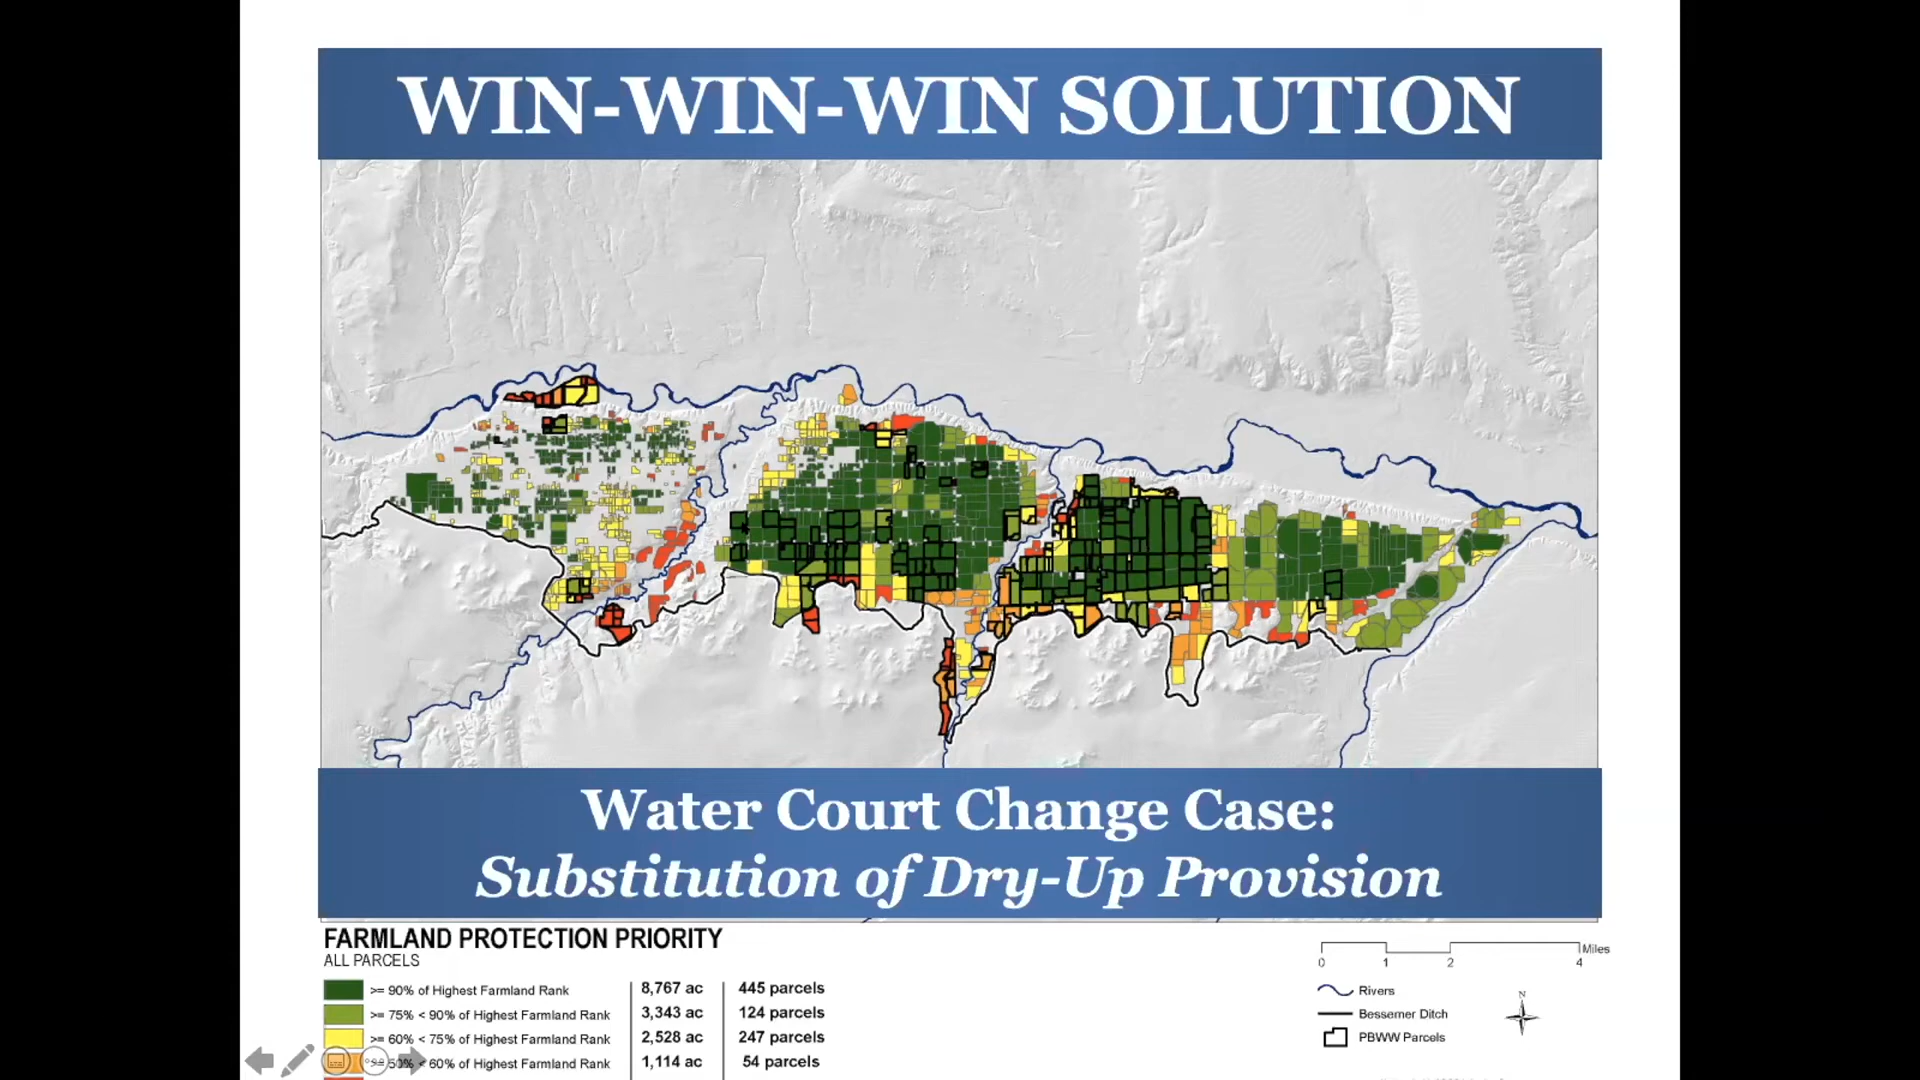 WIN-WIN-WIN SOLUTION
Water Court Change Case:
Substitution of Dry-Up Provision
FARMLAND PROTECTION PRIORITY
ALL PARCELS
>= 90% of Highest Farmland Rank 8,767 ac 445 parcels
>= 75% < 90% of Highest Farmland Rank 3,343 ac 124 parcels
>= 60% < 75% of Highest Farmland Rank 2,528 ac 247 parcels
>= 50% < 60% of Highest Farmland Rank 1,114 ac 54 parcels
Miles
0 1 2 4
Rivers
Bessemer Ditch
PBWW Parcels
N